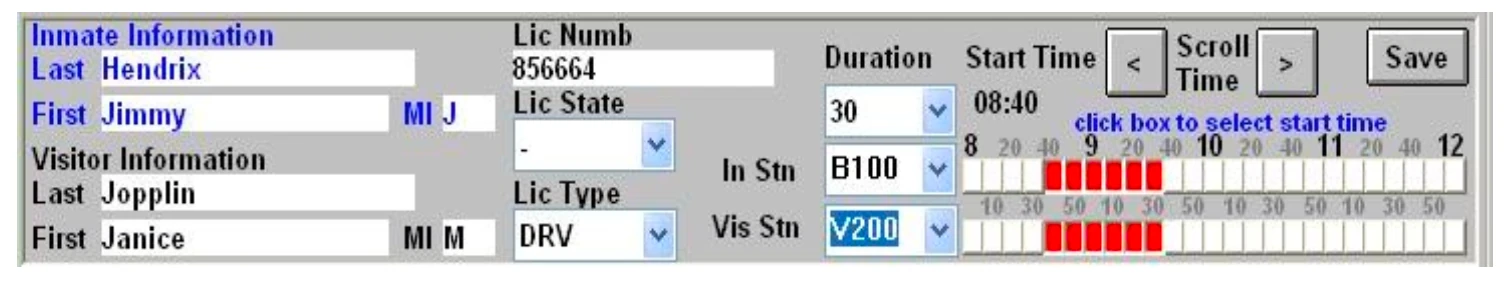 Inmate Information
Last Hendrix
First Jimmy MI J
Visitor Information
Last Jopplin
First Janice MI M
Lic Numb
856664
Lic State
-
Lic Type
DRV
Duration
30
In Stn B100
Vis Stn V200
Start Time < Scroll Time > Save
08:40
click box to select start time
8 20 40 9 20 40 10 20 40 11 20 40 12
10 30 50 10 30 50 10 30 50 10 30 50